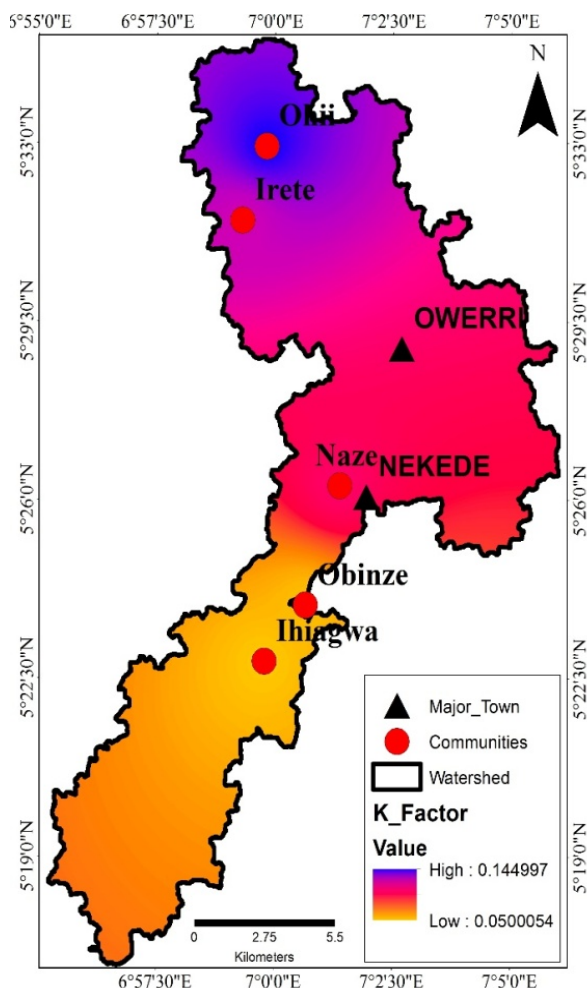 6°55'0"E 6°57'30"E 7°0'0"E 7°2'30"E 7°5'0"E
N
Ohii
5°33'0"N 5°33'0"N
Irete
5°29'30"N 5°29'30"N
OWERRI
Naze
NEKEDE
5°26'0"N 5°26'0"N
Obinze
Ihiagwa
5°22'30"N 5°22'30"N
Major_Town
Communities
Watershed
K_Factor
Value
High : 0.144997
Low : 0.0500054
5°19'0"N 5°19'0"N
0 2.75 5.5
Kilometers
6°57'30"E 7°0'0"E 7°2'30"E 7°5'0"E